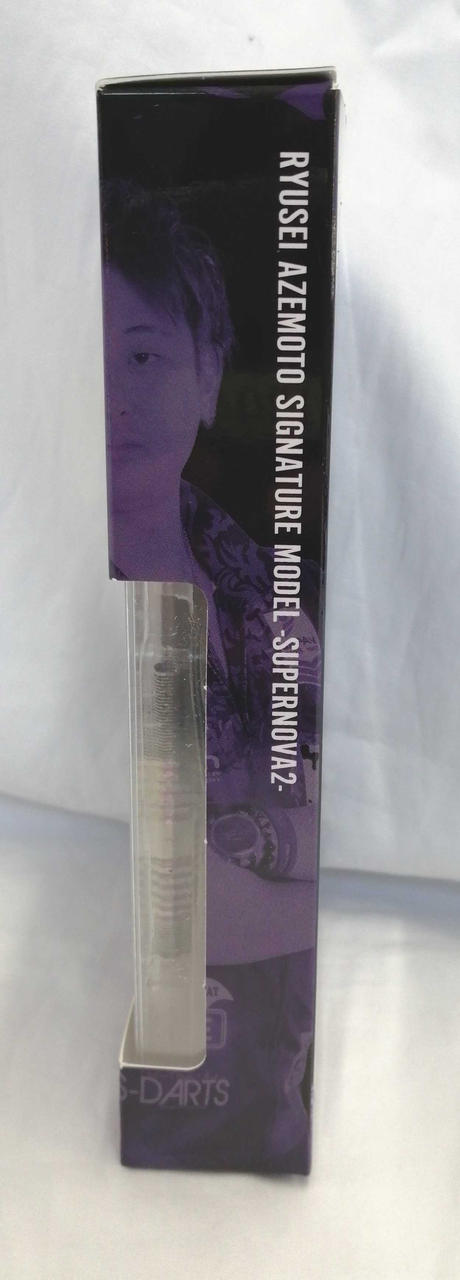 RYUSEI AZEMOTO SIGNATURE MODEL -SUPERNOVA2-
S-DARTS